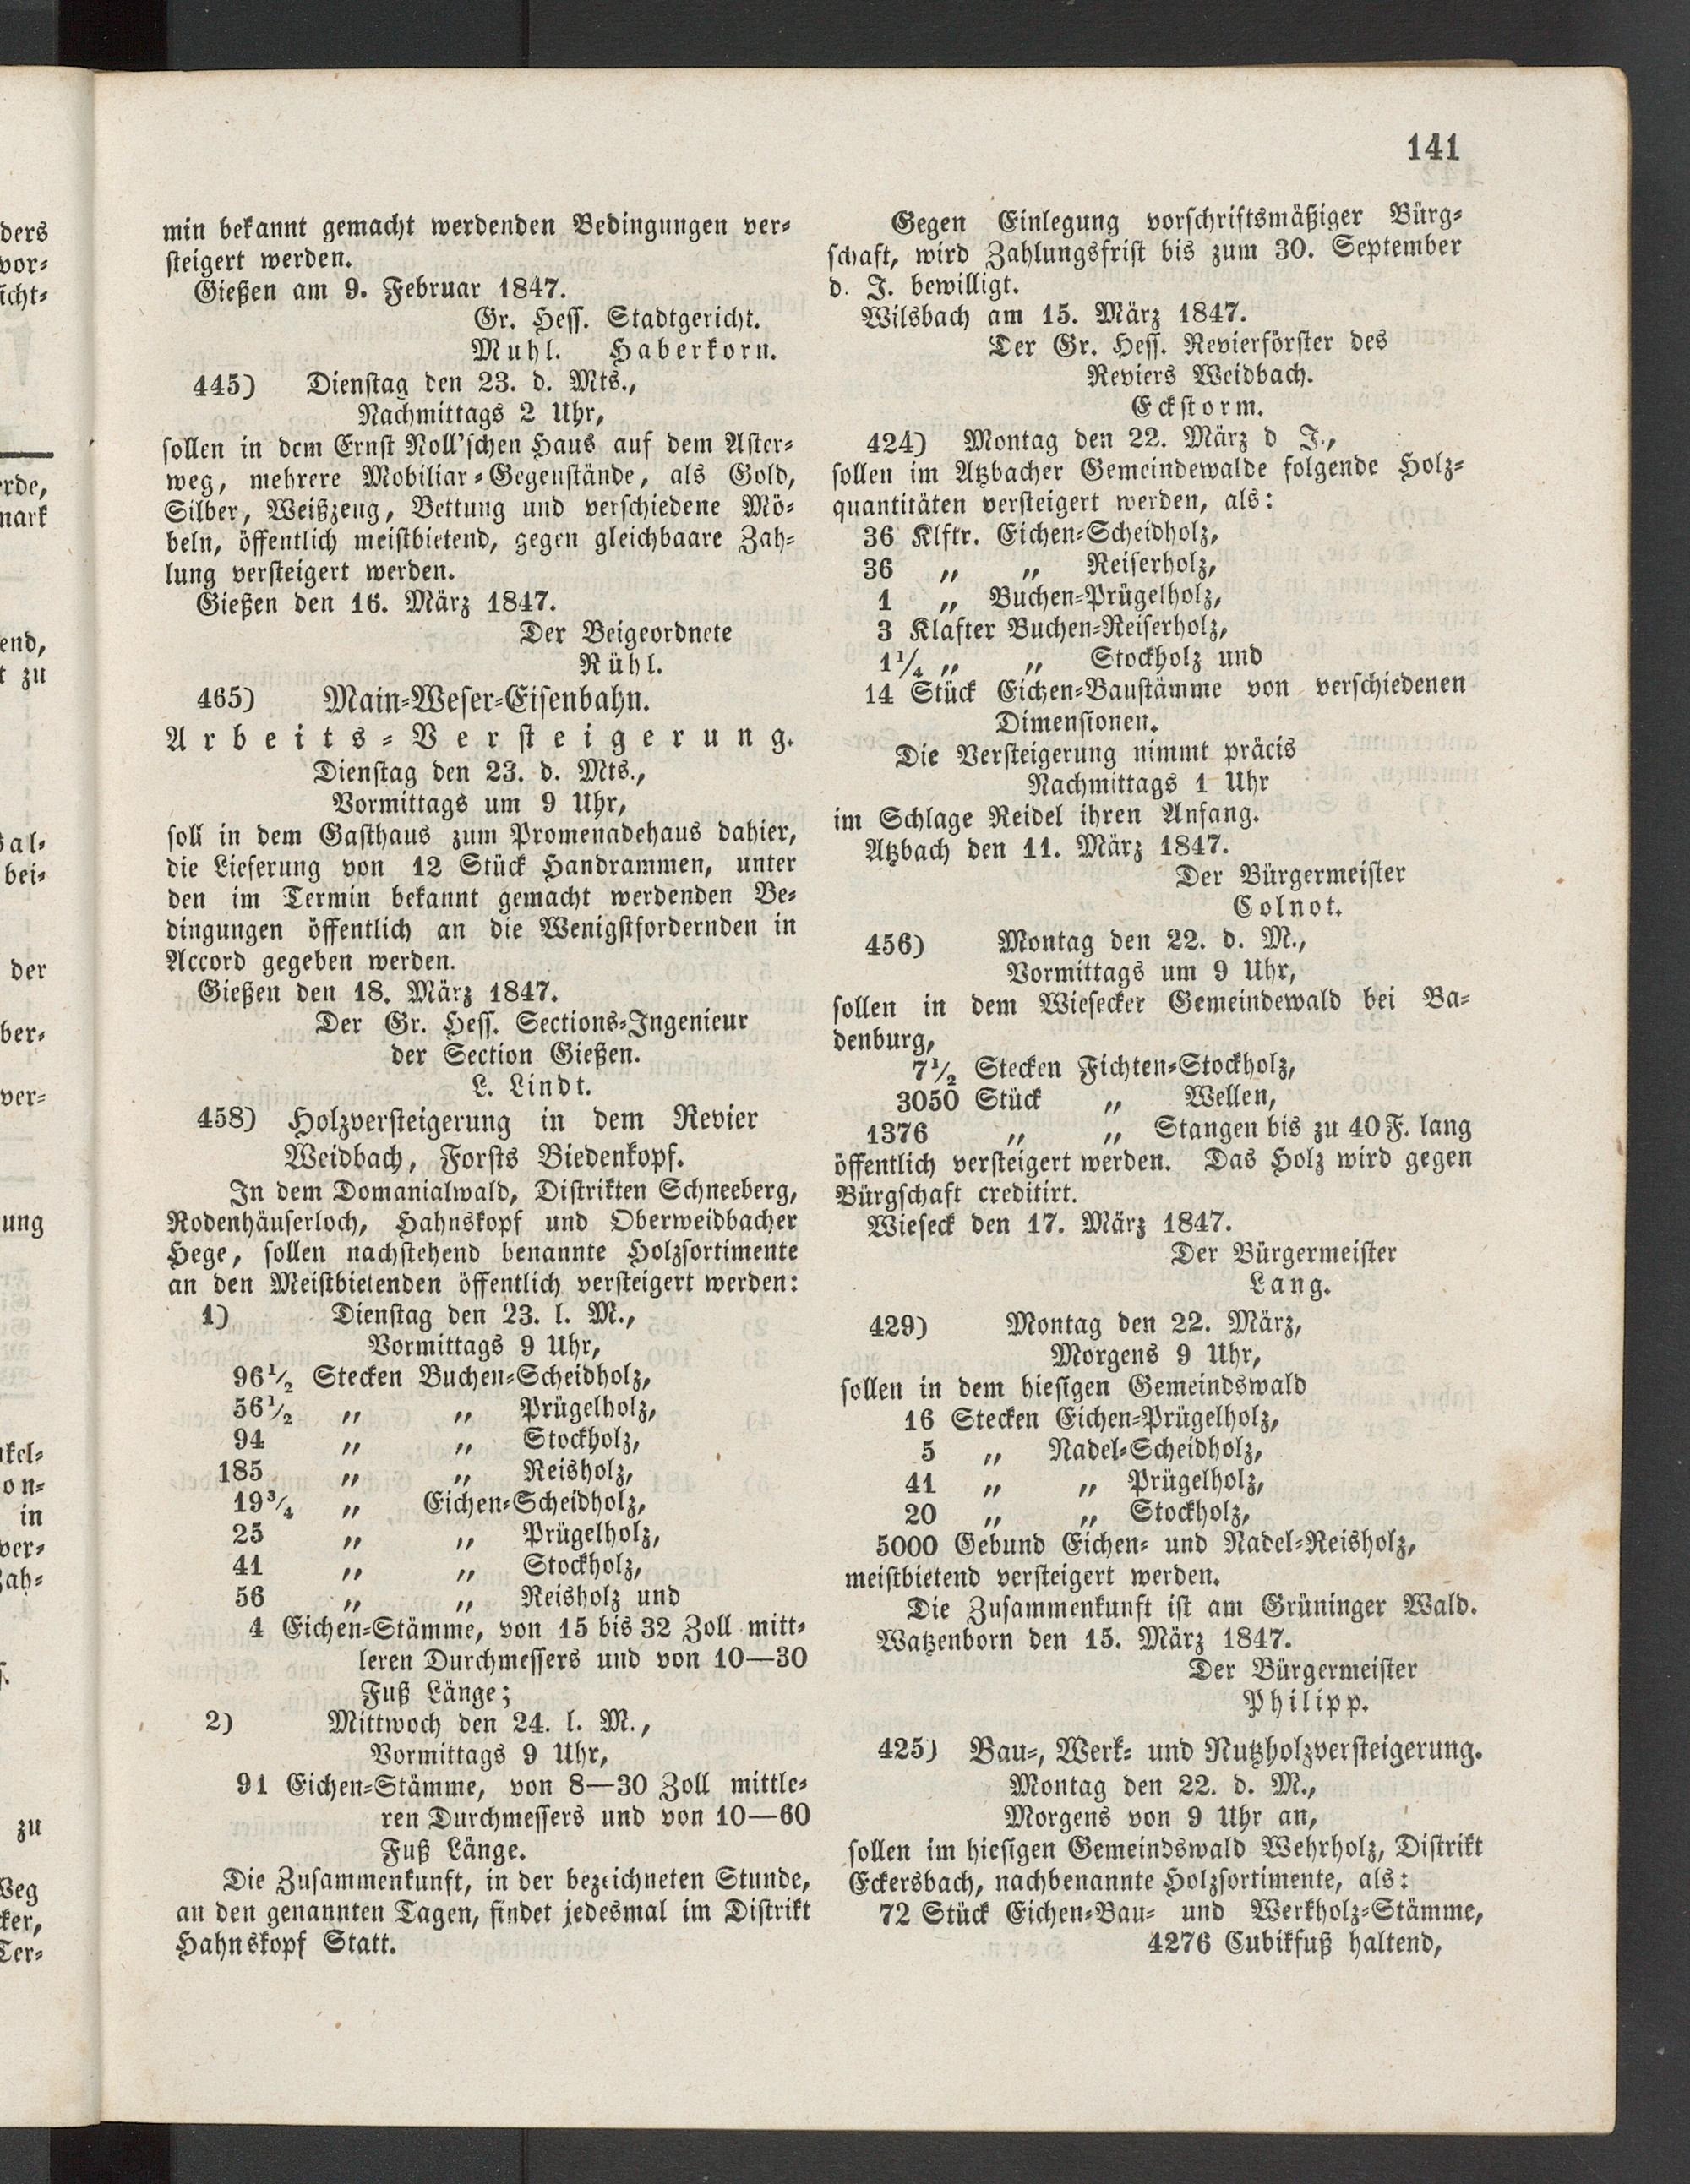 141
min bekannt gemacht werdenden Bedingungen ver-
steigert werden.
Gießen am 9. Februar 1847.
Gr. Hess. Stadtgericht.
Muhl. Haberkorn.
445) Dienstag den 23. d. Mts.,
Nachmittags 2 Uhr,
sollen in dem Ernst Noll'schen Haus auf dem Aster-
weg, mehrere Mobiliar-Gegenstände, als Gold,
Silber, Weißzeug, Bettung und verschiedene Mö-
beln, öffentlich meistbietend, gegen gleichbaare Zah-
lung versteigert werden.
Gießen den 16. März 1847.
Der Beigeordnete
Rühl.
465) Main-Weser-Eisenbahn.
Arbeits-Versteigerung.
Dienstag den 23. d. Mts.,
Vormittags um 9 Uhr,
soll in dem Gasthaus zum Promenadehaus dahier,
die Lieferung von 12 Stück Handrammen, unter
den im Termin bekannt gemacht werdenden Be-
dingungen öffentlich an die Wenigstfordernden in
Accord gegeben werden.
Gießen den 18. März 1847.
Der Gr. Hess. Sections-Ingenieur
der Section Gießen.
L. Lindt.
458) Holzversteigerung in dem Revier
Weidbach, Forsts Biedenkopf.
In dem Domanialwald, Distrikten Schneeberg,
Rodenhäuserloch, Hahnskopf und Oberweidbacher
Hege, sollen nachstehend benannte Holzsortimente
an den Meistbietenden öffentlich versteigert werden:
1) Dienstag den 23. l. M.,
Vormittags 9 Uhr,
96½ Stecken Buchen-Scheidholz,
56½ „ „ Prügelholz,
94 „ „ Stockholz,
185 „ „ Reisholz,
19¾ „ Eichen-Scheidholz,
25 „ „ Prügelholz,
41 „ „ Stockholz,
56 „ „ Reisholz und
4 Eichen-Stämme, von 15 bis 32 Zoll mitt-
leren Durchmessers und von 10—30
Fuß Länge;
2) Mittwoch den 24. l. M.,
Vormittags 9 Uhr,
91 Eichen-Stämme, von 8—30 Zoll mittle-
ren Durchmessers und von 10—60
Fuß Länge.
Die Zusammenkunft, in der bezeichneten Stunde,
an den genannten Tagen, findet jedesmal im Distrikt
Hahnskopf Statt.
Gegen Einlegung vorschriftsmäßiger Bürg-
schaft, wird Zahlungsfrist bis zum 30. September
d. J. bewilligt.
Wilsbach am 15. März 1847.
Der Gr. Hess. Revierförster des
Reviers Weidbach.
Eckstorm.
424) Montag den 22. März d J.,
sollen im Atzbacher Gemeindewalde folgende Holz-
quantitäten versteigert werden, als:
36 Klftr. Eichen-Scheidholz,
36 „ „ Reiserholz,
1 „ Buchen-Prügelholz,
3 Klafter Buchen-Reiserholz,
1¼ „ „ Stockholz und
14 Stück Eichen-Baustämme von verschiedenen
Dimensionen.
Die Versteigerung nimmt präcis
Nachmittags 1 Uhr
im Schlage Reidel ihren Anfang.
Atzbach den 11. März 1847.
Der Bürgermeister
Colnot.
456) Montag den 22. d. M.,
Vormittags um 9 Uhr,
sollen in dem Wiesecker Gemeindewald bei Ba-
denburg,
7½ Stecken Fichten-Stockholz,
3050 Stück „ Wellen,
1376 „ „ Stangen bis zu 40 F. lang
öffentlich versteigert werden. Das Holz wird gegen
Bürgschaft creditirt.
Wieseck den 17. März 1847.
Der Bürgermeister
Lang.
429) Montag den 22. März,
Morgens 9 Uhr,
sollen in dem hiesigen Gemeindswald
16 Stecken Eichen-Prügelholz,
5 „ Nadel-Scheidholz,
41 „ „ Prügelholz,
20 „ „ Stockholz,
5000 Gebund Eichen- und Nadel-Reisholz,
meistbietend versteigert werden.
Die Zusammenkunft ist am Grüninger Wald.
Watzenborn den 15. März 1847.
Der Bürgermeister
Philipp.
425) Bau-, Werk- und Nutzholzversteigerung.
Montag den 22. d. M.,
Morgens von 9 Uhr an,
sollen im hiesigen Gemeindswald Wehrholz, Distrikt
Eckersbach, nachbenannte Holzsortimente, als:
72 Stück Eichen-Bau- und Werkholz-Stämme,
4276 Cubikfuß haltend,